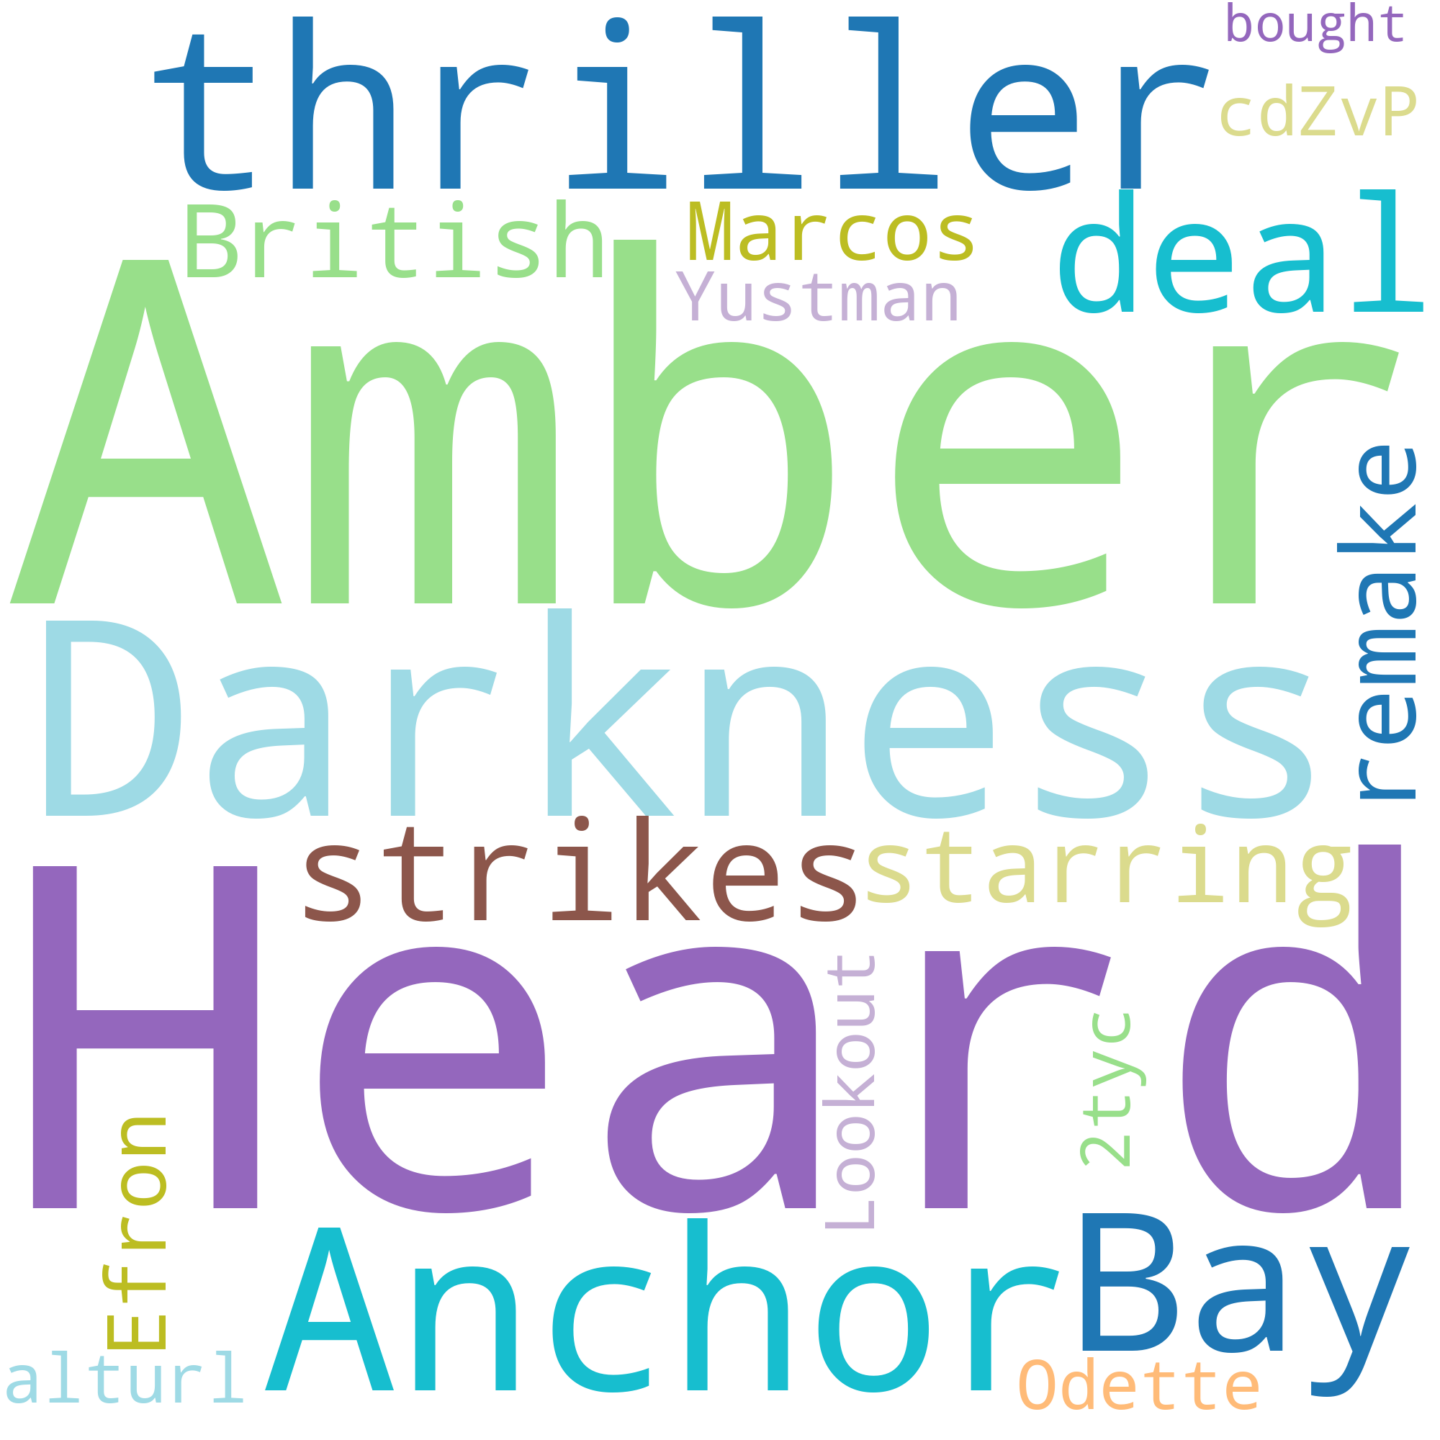 thriller
bought
cdZvP
British
Marcos
deal
Yustman
Amber
remake
Darkness
strikes
starring
Heard
Lookout
2tyc
Efron
Anchor
Bay
alturl
Odette